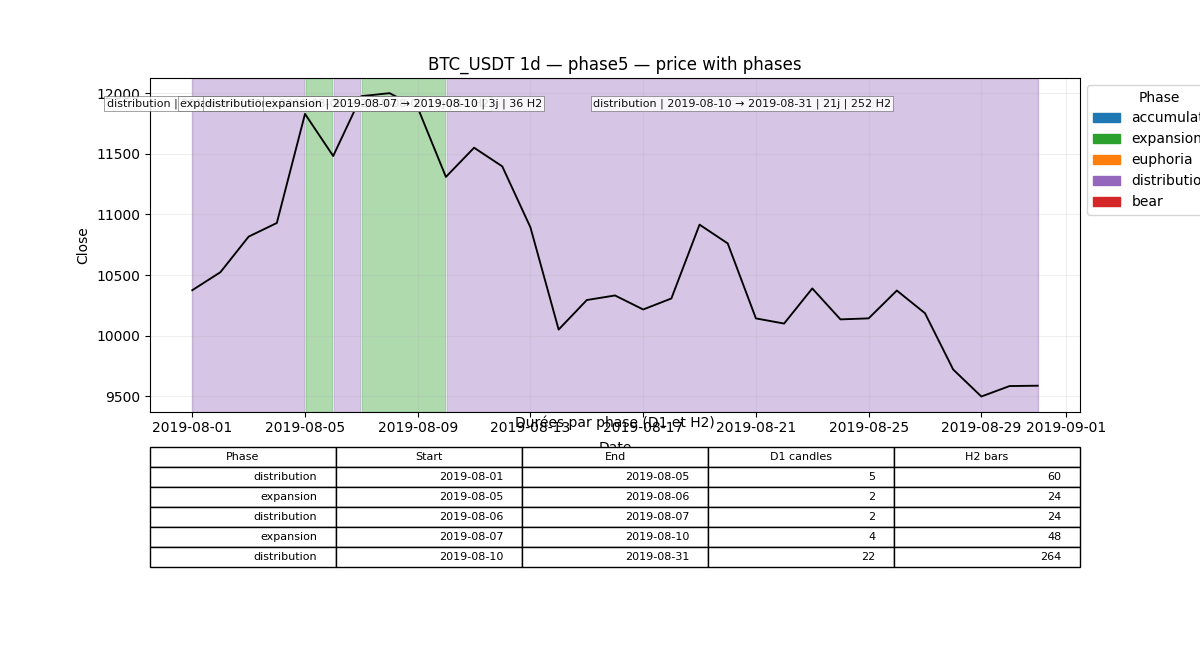 BTC_USDT 1d — phase5 — price with phases
12000
11500
11000
10500
10000
9500
Close
distribution |
expa
distributio
expansion | 2019-08-07 → 2019-08-10 | 3j | 36 H2
distribution | 2019-08-10 → 2019-08-31 | 21j | 252 H2
Phase
accumulat
expansion
euphoria
distributio
bear
2019-08-01 2019-08-05 2019-08-09 2019-08-13 2019-08-17 2019-08-21 2019-08-25 2019-08-29 2019-09-01
Date
Durées par phase (D1 et H2)
Phase Start End D1 candles H2 bars
distribution 2019-08-01 2019-08-05 5 60
expansion 2019-08-05 2019-08-06 2 24
distribution 2019-08-06 2019-08-07 2 24
expansion 2019-08-07 2019-08-10 4 48
distribution 2019-08-10 2019-08-31 22 264